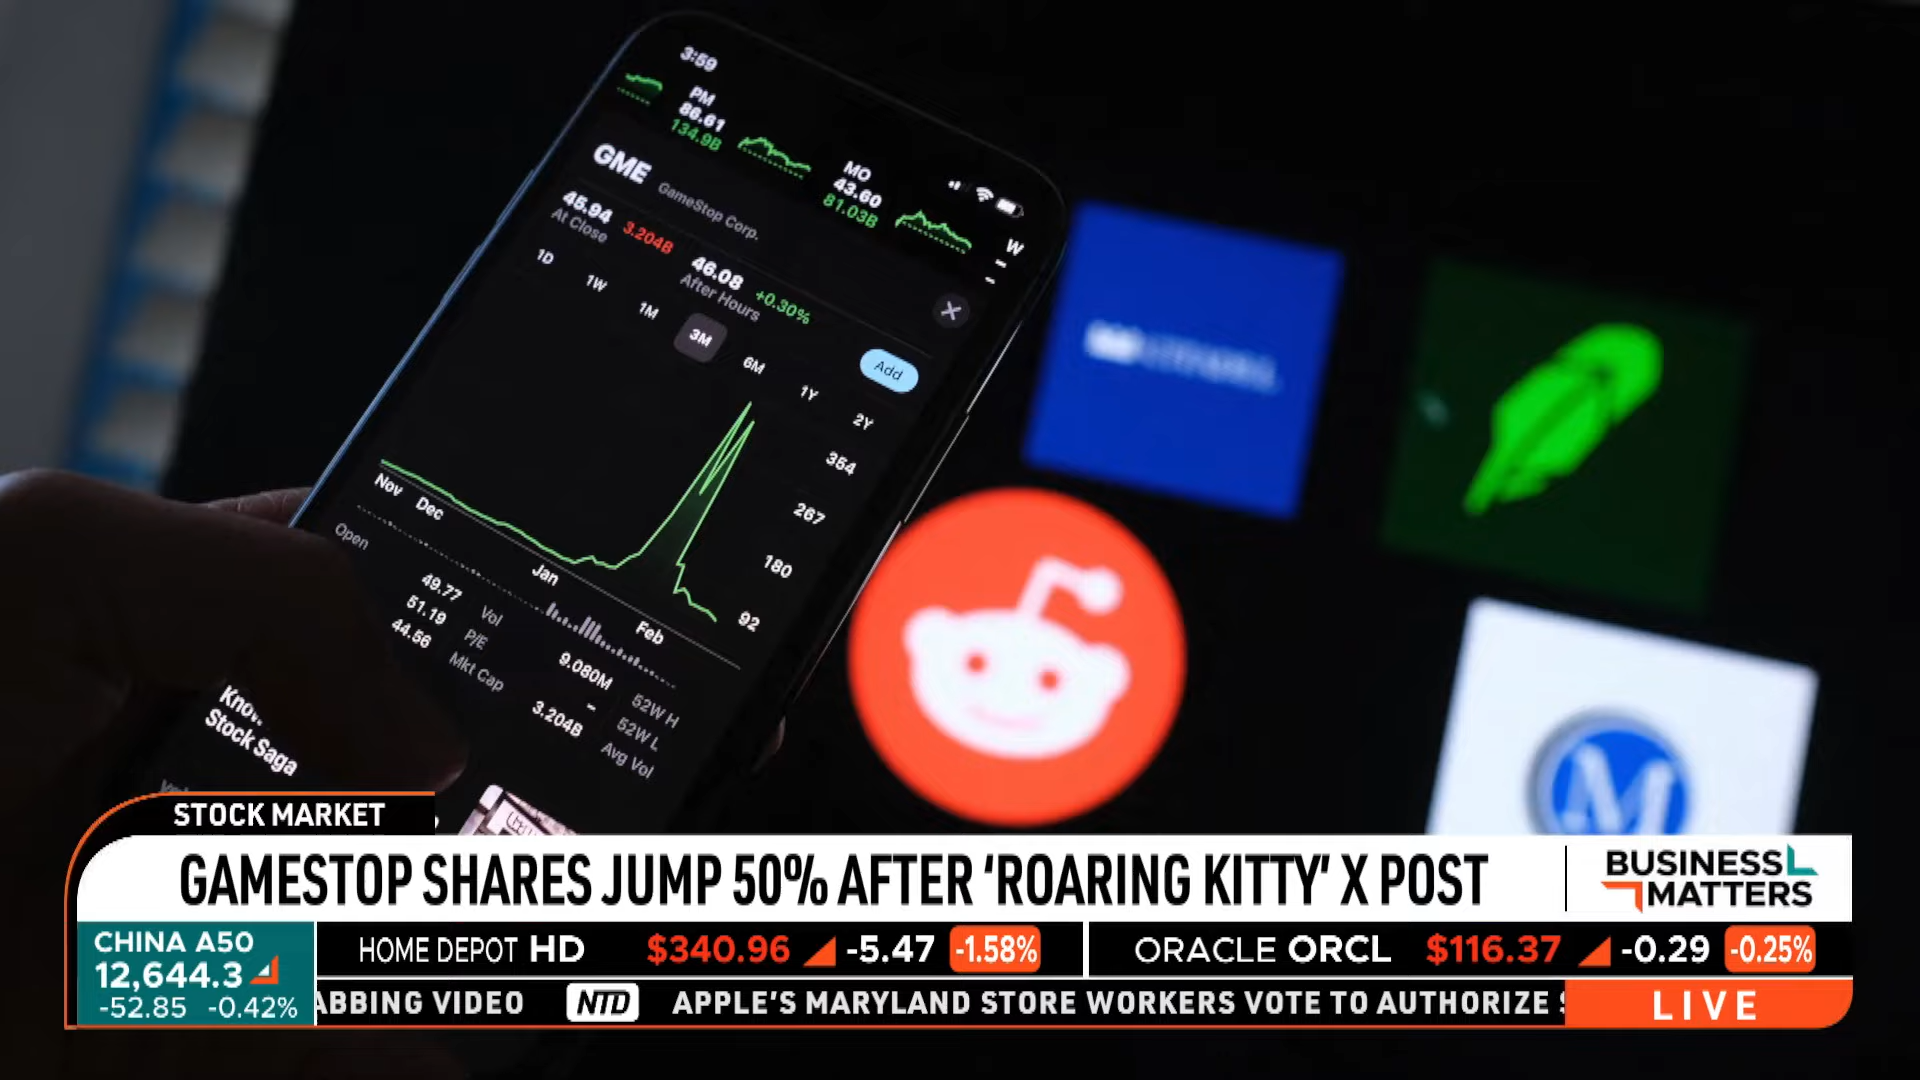 3:59
PM
86.61
134.9B
MO
43.60
81.03B
W
GME GameStop Corp.
45.94 3.204B
At Close
46.08 +0.30%
After Hours
1D 1W 1M 3M 6M 1Y 2Y
Add
354
267
180
92
Nov Dec Jan Feb
Open
49.77 Vol 9.080M 52W H
51.19 P/E - 52W L
44.56 Mkt Cap 3.204B Avg Vol
Stock Saga
M
STOCK MARKET
GAMESTOP SHARES JUMP 50% AFTER ‘ROARING KITTY’ X POST
BUSINESS
MATTERS
CHINA A50
12,644.3
-52.85 -0.42%
HOME DEPOT HD $340.96 -5.47 -1.58%
ORACLE ORCL $116.37 -0.29 -0.25%
ABBING VIDEO NTD APPLE’S MARYLAND STORE WORKERS VOTE TO AUTHORIZE
LIVE